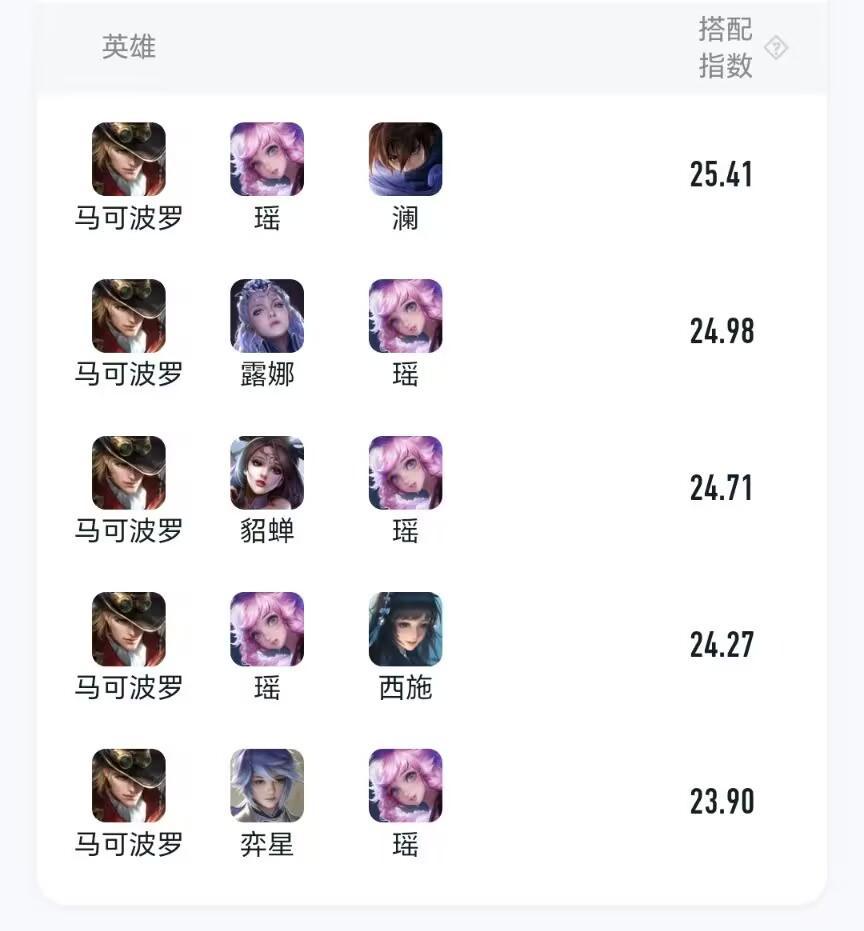 英雄
搭配
指数
?
25.41
马可波罗 瑶 澜
24.98
马可波罗 露娜 瑶
24.71
马可波罗 貂蝉 瑶
24.27
马可波罗 瑶 西施
23.90
马可波罗 弈星 瑶